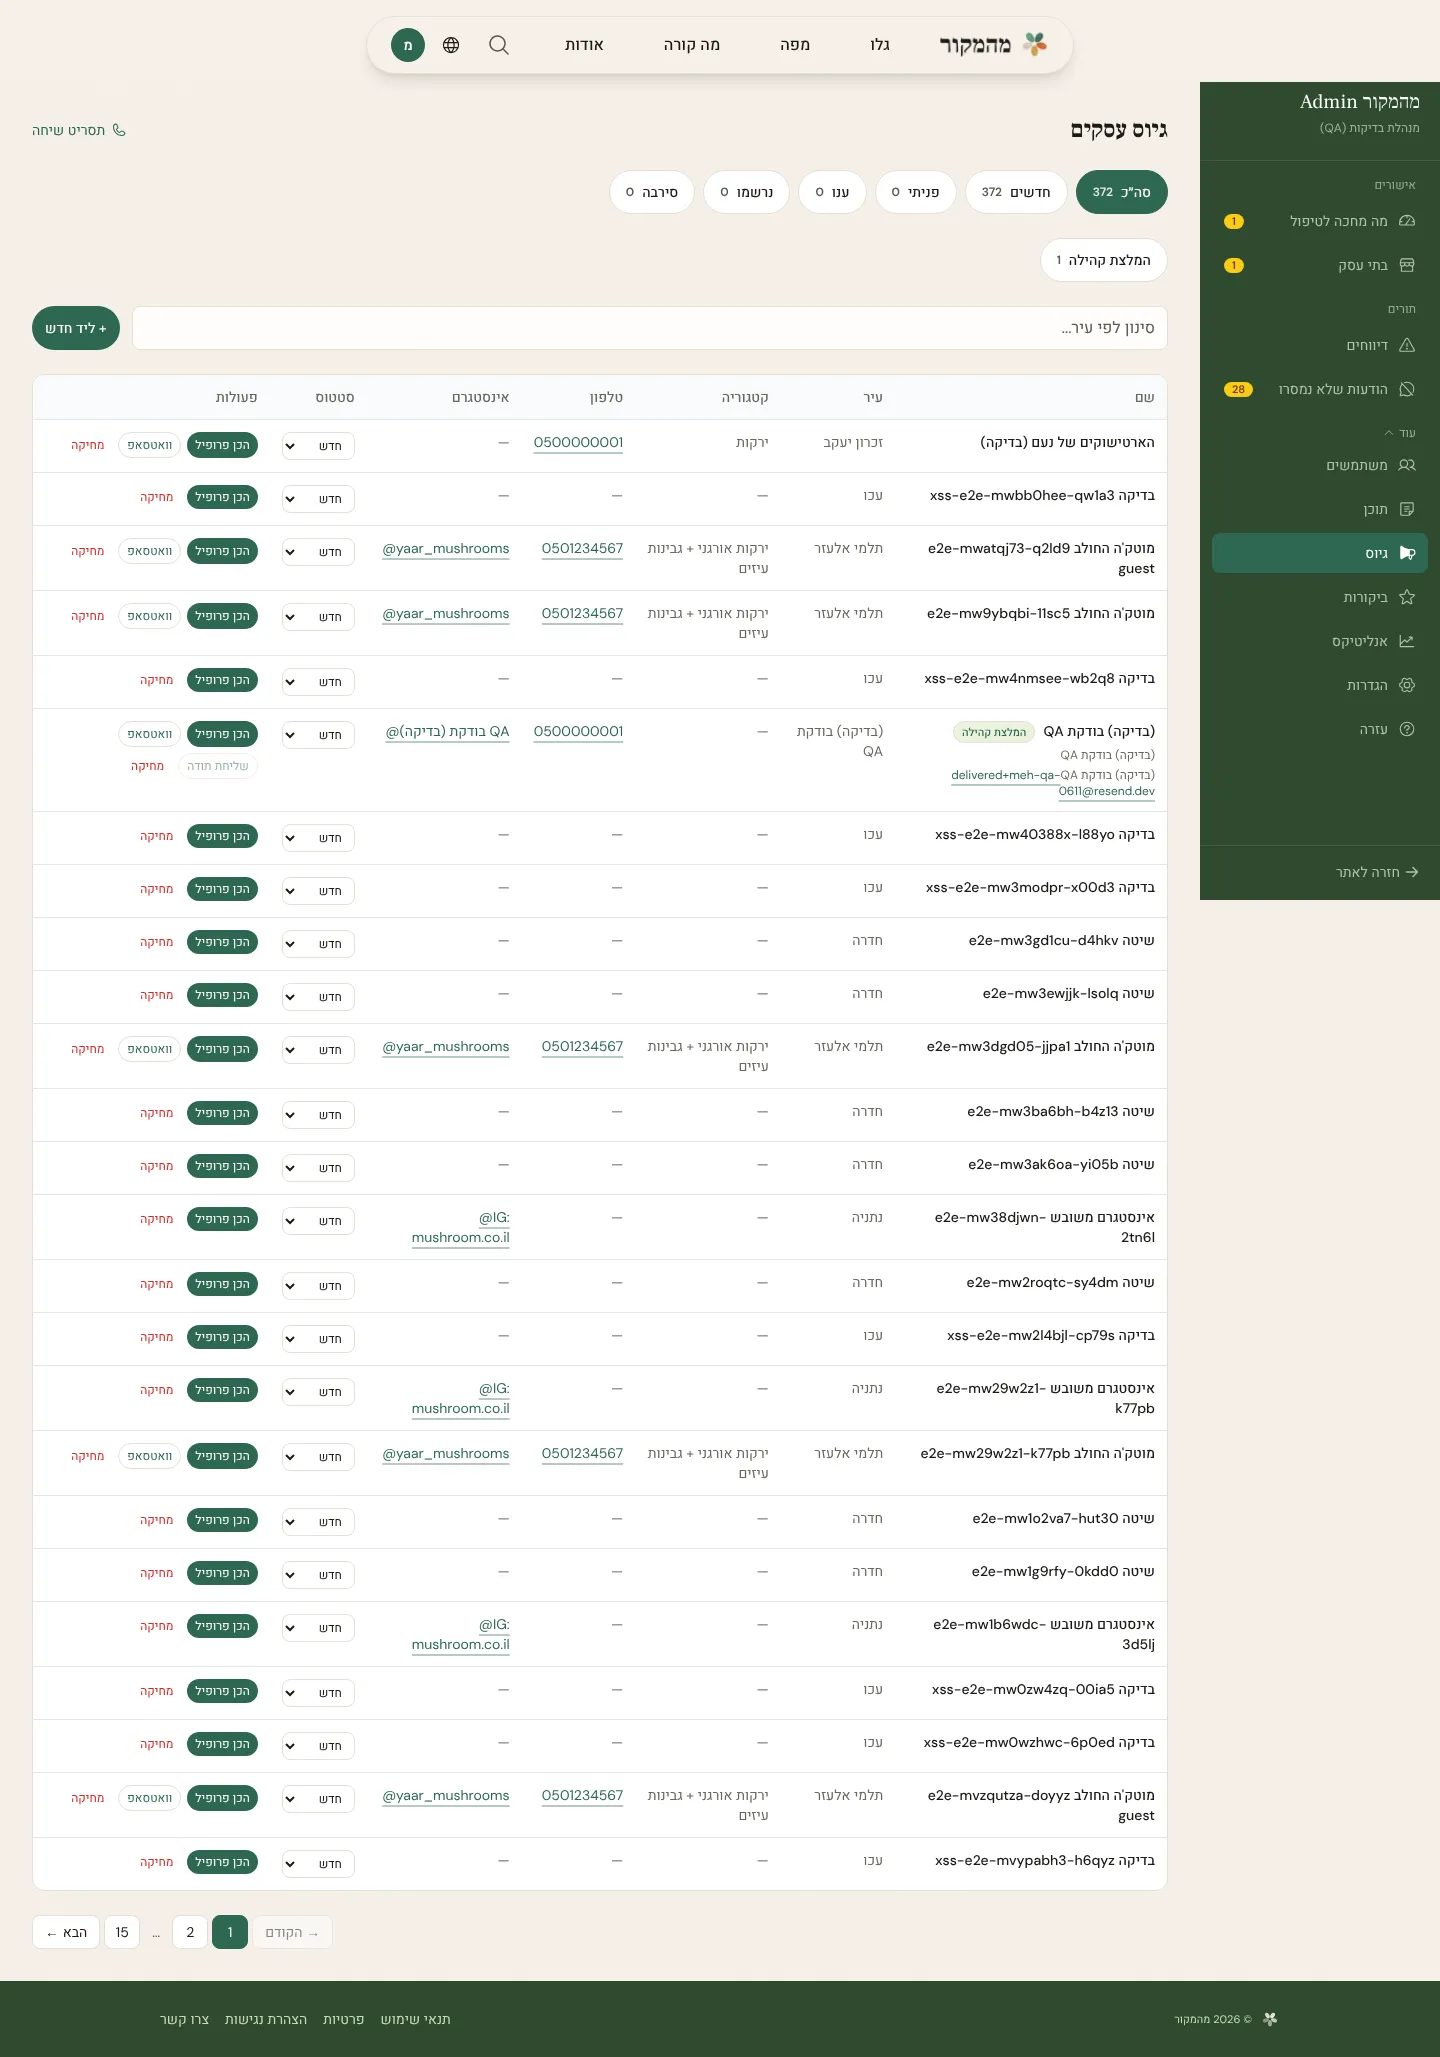 מהמקור
גלו
מפה
מה קורה
אודות
מ
מהמקור Admin
מנהלת בדיקות (QA)
אישורים
מה מחכה לטיפול 1
בתי עסק 1
תורים
דיווחים
הודעות שלא נמסרו 28
עוד
משתמשים
תוכן
גיוס
ביקורות
אנליטיקס
הגדרות
עזרה
חזרה לאתר
גיוס עסקים
תסריט שיחה
סה״כ 372
חדשים 372
פניתי 0
ענו 0
נרשמו 0
סירבה 0
המלצת קהילה 1
סינון לפי עיר...
+ ליד חדש
שם עיר קטגוריה טלפון אינסטגרם סטטוס פעולות
הארטישוקים של נעם (בדיקה) זכרון יעקב ירקות 0500000001 — חדש הכן פרופיל וואטסאפ מחיקה
בדיקה xss-e2e-mwbb0hee-qw1a3 עכו — — — חדש הכן פרופיל מחיקה
מוטק'ה החולב e2e-mwatqj73-q2ld9 תלמי אלעזר ירקות אורגני + גבינות 0501234567 @yaar_mushrooms חדש הכן פרופיל וואטסאפ מחיקה
guest עיזים
מוטק'ה החולב e2e-mw9ybqbi-11sc5 תלמי אלעזר ירקות אורגני + גבינות 0501234567 @yaar_mushrooms חדש הכן פרופיל וואטסאפ מחיקה
עיזים
בדיקה xss-e2e-mw4nmsee-wb2q8 עכו — — — חדש הכן פרופיל מחיקה
(בדיקה) בודקת QA המלצת קהילה (בדיקה) בודקת — 0500000001 @(בדיקה) בודקת QA חדש הכן פרופיל וואטסאפ
(בדיקה) בודקת QA QA שליחת תודה מחיקה
(בדיקה) בודקת QA delivered+meh-qa-
0611@resend.dev
בדיקה xss-e2e-mw40388x-l88yo עכו — — — חדש הכן פרופיל מחיקה
בדיקה xss-e2e-mw3modpr-x00d3 עכו — — — חדש הכן פרופיל מחיקה
שיטה e2e-mw3gd1cu-d4hkv חדרה — — — חדש הכן פרופיל מחיקה
שיטה e2e-mw3ewjjk-lsolq חדרה — — — חדש הכן פרופיל מחיקה
מוטק'ה החולב e2e-mw3dgd05-jjpa1 תלמי אלעזר ירקות אורגני + גבינות 0501234567 @yaar_mushrooms חדש הכן פרופיל וואטסאפ מחיקה
עיזים
שיטה e2e-mw3ba6bh-b4z13 חדרה — — — חדש הכן פרופיל מחיקה
שיטה e2e-mw3ak6oa-yi05b חדרה — — — חדש הכן פרופיל מחיקה
אינסטגרם משובש e2e-mw38djwn- נתניה — — @IG: חדש הכן פרופיל מחיקה
2tn6l mushroom.co.il
שיטה e2e-mw2roqtc-sy4dm חדרה — — — חדש הכן פרופיל מחיקה
בדיקה xss-e2e-mw2l4bjl-cp79s עכו — — — חדש הכן פרופיל מחיקה
אינסטגרם משובש e2e-mw29w2z1- נתניה — — @IG: חדש הכן פרופיל מחיקה
k77pb mushroom.co.il
מוטק'ה החולב e2e-mw29w2z1-k77pb תלמי אלעזר ירקות אורגני + גבינות 0501234567 @yaar_mushrooms חדש הכן פרופיל וואטסאפ מחיקה
עיזים
שיטה e2e-mw1o2va7-hut30 חדרה — — — חדש הכן פרופיל מחיקה
שיטה e2e-mw1g9rfy-0kdd0 חדרה — — — חדש הכן פרופיל מחיקה
אינסטגרם משובש e2e-mw1b6wdc- נתניה — — @IG: חדש הכן פרופיל מחיקה
3d5lj mushroom.co.il
בדיקה xss-e2e-mw0zw4zq-00ia5 עכו — — — חדש הכן פרופיל מחיקה
בדיקה xss-e2e-mw0wzhwc-6p0ed עכו — — — חדש הכן פרופיל מחיקה
מוטק'ה החולב e2e-mvzqutza-doyyz תלמי אלעזר ירקות אורגני + גבינות 0501234567 @yaar_mushrooms חדש הכן פרופיל וואטסאפ מחיקה
guest עיזים
בדיקה xss-e2e-mvypabh3-h6qyz עכו — — — חדש הכן פרופיל מחיקה
→ הקודם 1 2 ... 15 הבא ←
© 2026 מהמקור
תנאי שימוש פרטיות הצהרת נגישות צרו קשר